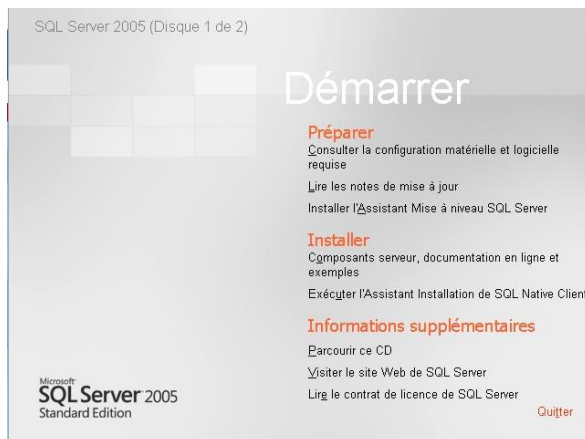 SQL Server 2005 (Disque 1 de 2)
Démarrer
Préparer
Consulter la configuration matérielle et logicielle
requise
Lire les notes de mise à jour
Installer l'Assistant Mise à niveau SQL Server
Installer
Composants serveur, documentation en ligne et
exemples
Exécuter l'Assistant Installation de SQL Native Client
Informations supplémentaires
Parcourir ce CD
Visiter le site Web de SQL Server
Lire le contrat de licence de SQL Server
Quitter
Microsoft
SQL Server 2005
Standard Edition